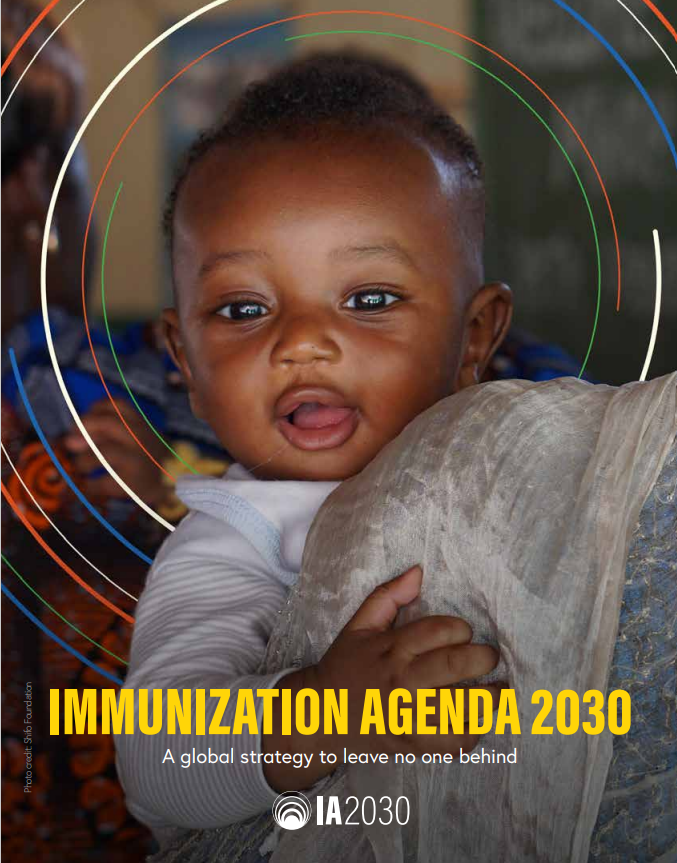 Photo credit: Shifo Foundation
IMMUNIZATION AGENDA 2030
A global strategy to leave no one behind
IA2030